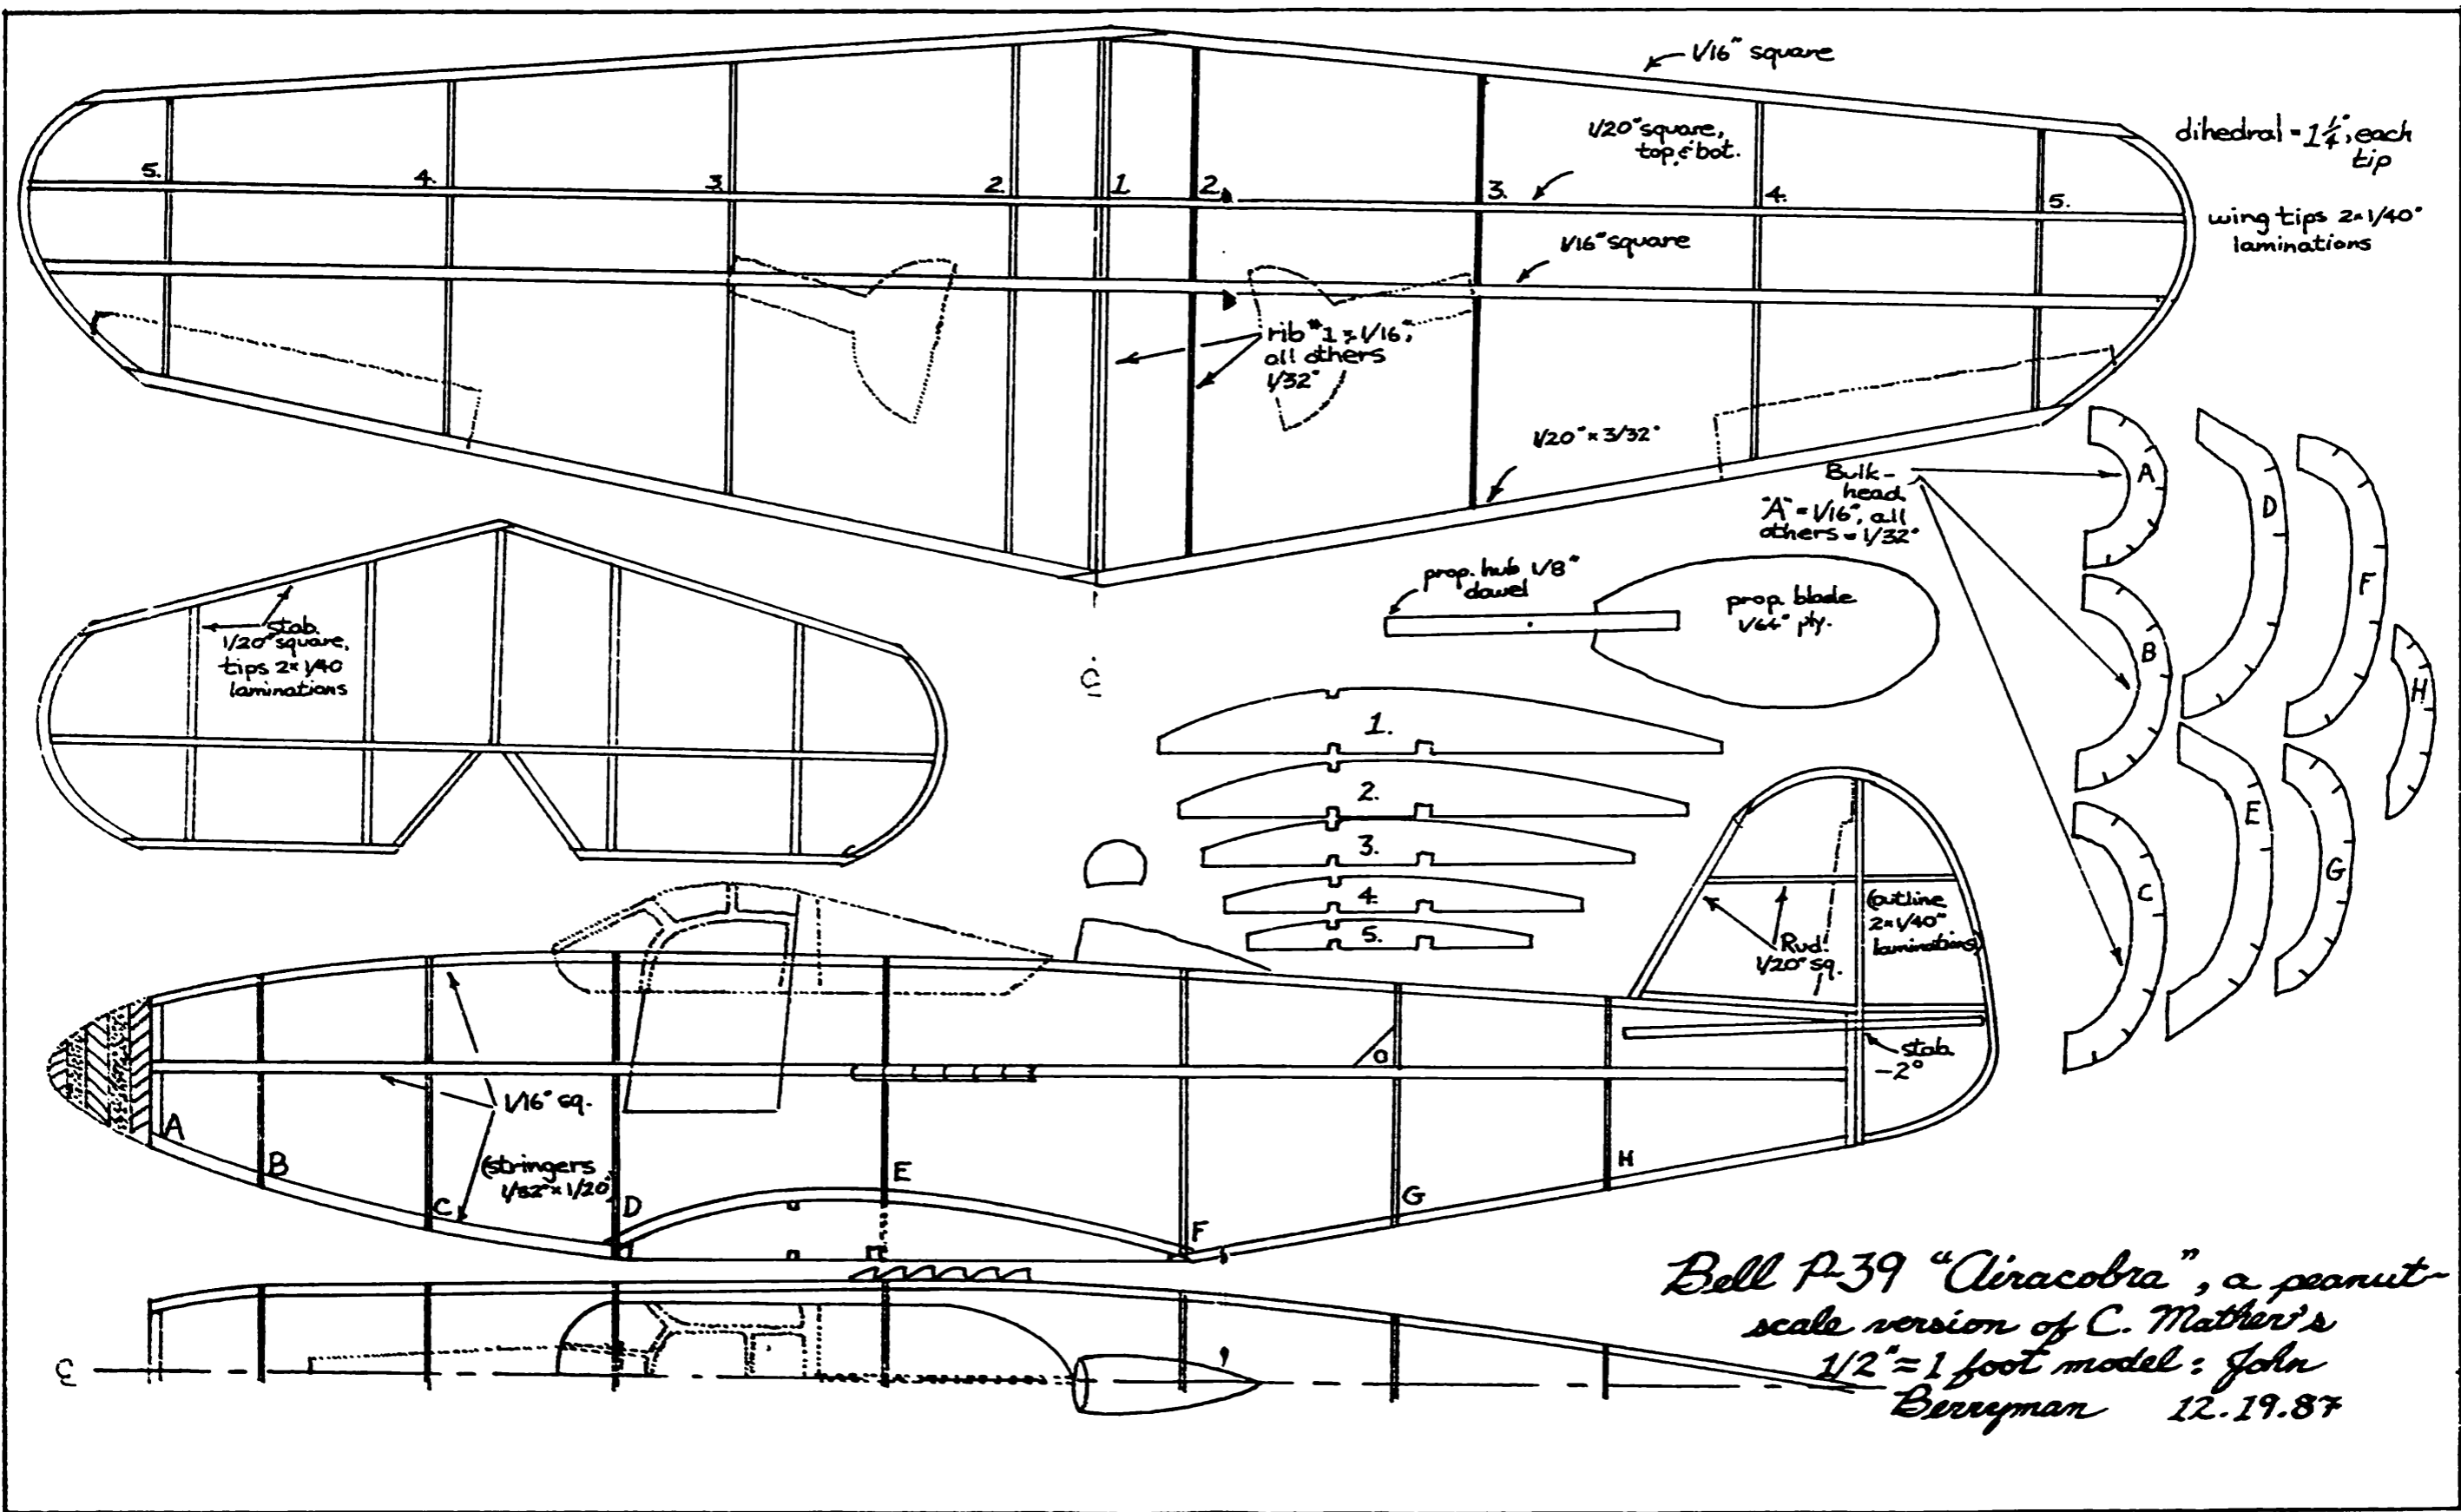 1/16" square
dihedral = 1 1/4", each
tip
1/20" square,
top & bot.
wing tips 2x1/40"
laminations
1/16" square
5.
4.
3.
2.
1.
2.
3.
4.
5.
rib #1 = 1/16",
all others
1/32"
1/20" x 3/32"
Bulk-
head
"A" = 1/16", all
others = 1/32"
A
B
C
D
E
F
G
H
stab.
1/20" square,
tips 2x1/40
laminations
prop. hub 1/8"
dowel
prop. blade
1/64" ply.
C
1.
2.
3.
4.
5.
(outline
2x1/40"
laminations)
Rud.
1/20" sq.
stab.
-2°
1/16" sq.
(stringers
1/32" x 1/20")
A
B
C
D
E
F
G
H
C
Bell P-39 "Airacobra", a peanut-
scale version of C. Mather's
1/2" = 1 foot model: John
Berryman 12.19.87